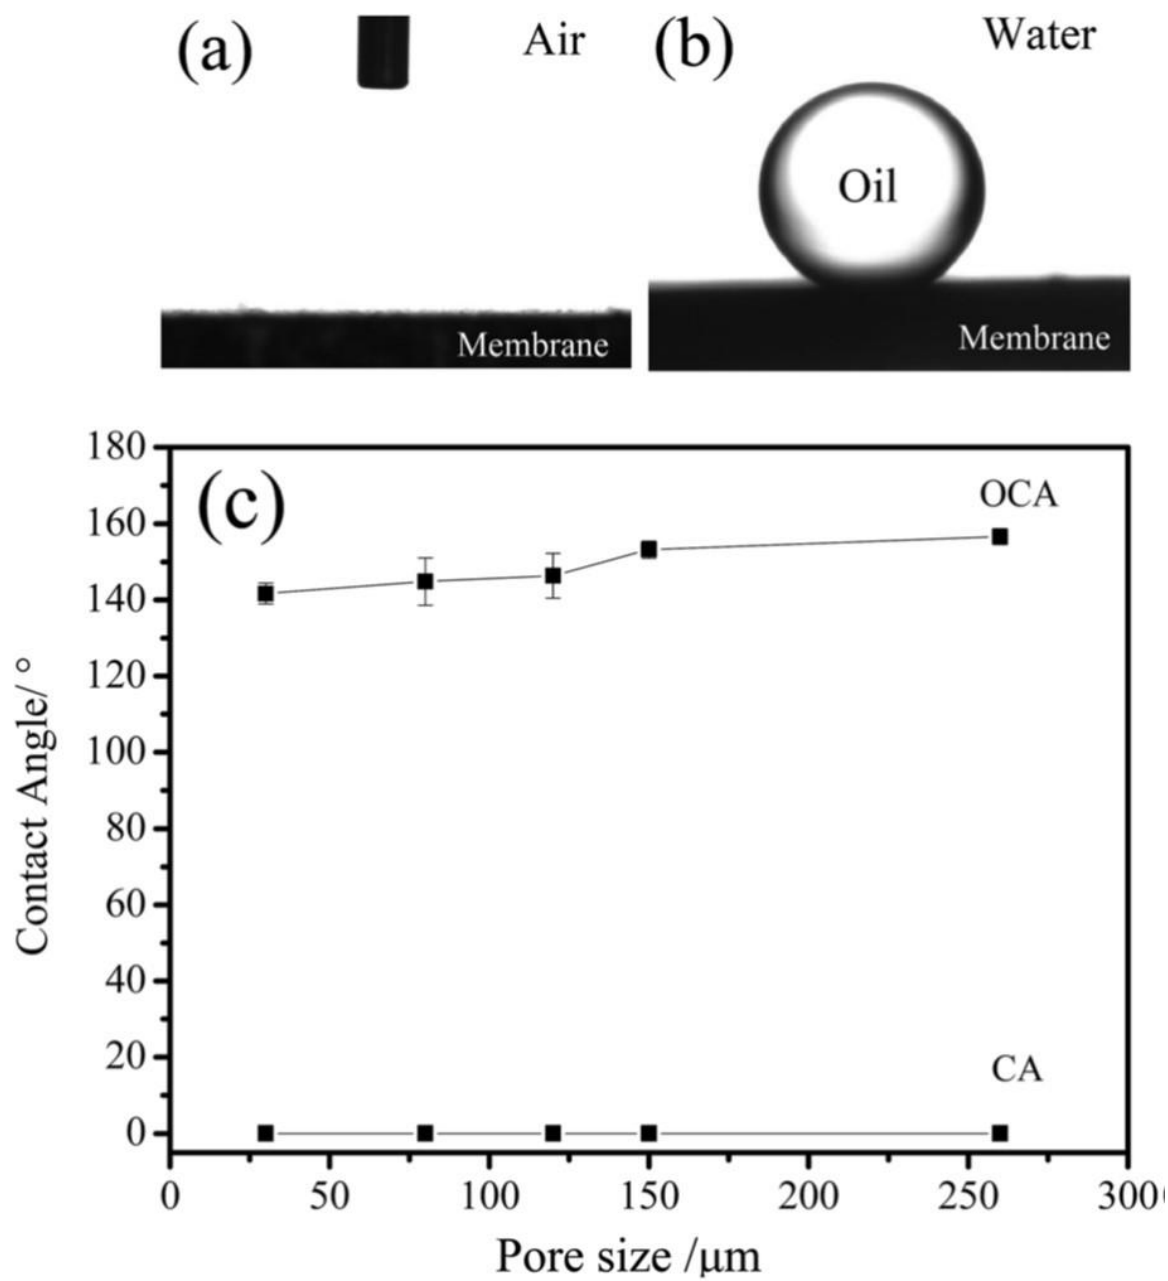 (a)
Air
(b)
Water
Oil
Membrane
Membrane
180
160
140
120
100
80
60
40
20
0
(c)
OCA
CA
Contact Angle/ °
0 50 100 150 200 250 300
Pore size /μm